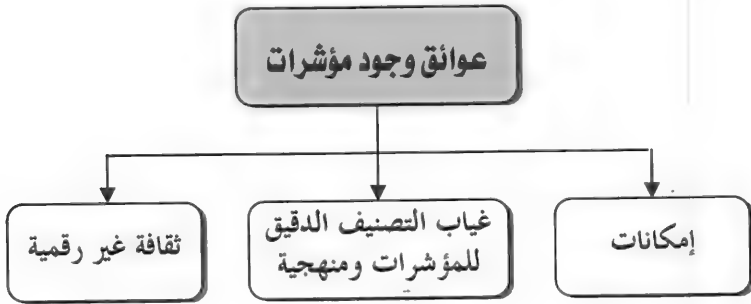 عوائق وجود مؤشرات
إمكانات
غياب التصنيف الدقيق
للمؤشرات ومنهجية
ثقافة غير رقمية